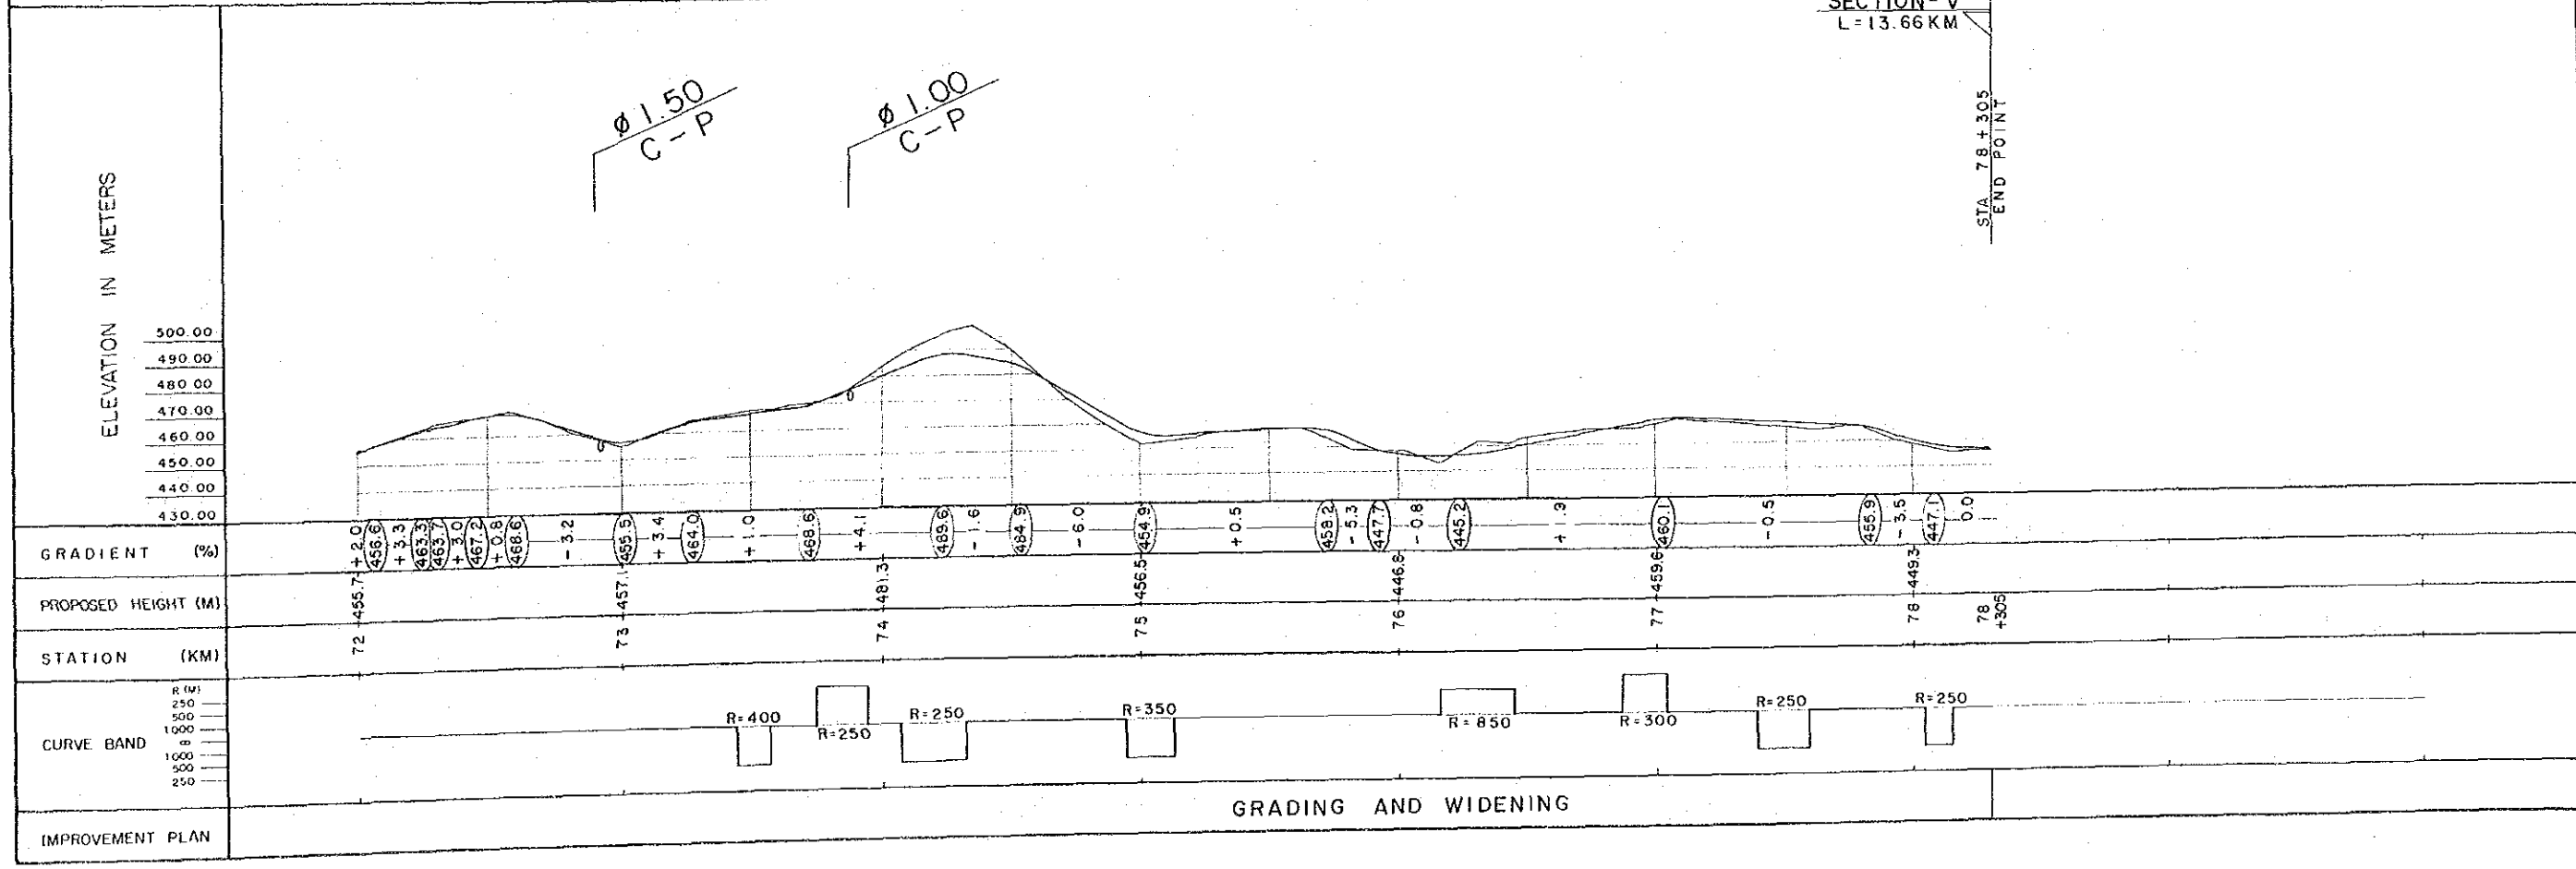 SECTION-V
L=13.66KM
STA 78+305
END POINT
Ø 1.50
C-P
Ø 1.00
C-P
ELEVATION IN METERS
500.00
490.00
480.00
470.00
460.00
450.00
440.00
430.00
GRADIENT (%)
+2.0 456.6 +3.3 463.3 463.7 +3.0 467.2 +0.8 468.6 -3.2 455.5 +3.4 464.0 +1.0 468.6 +4.1 489.6 -1.6 484.9 -6.0 454.9 +0.5 458.2 -5.3 447.7 -0.8 445.2 +1.9 460.1 -0.5 455.9 -3.5 447.1 0.0
PROPOSED HEIGHT (M)
455.7 457.1 481.3 456.5 446.8 459.6 449.3
STATION (KM)
72 73 74 75 76 77 78 78 +305
CURVE BAND
R (M)
250
500
1000
∞
1000
500
250
R=400 R=250 R=250 R=350 R=850 R=300 R=250 R=250
IMPROVEMENT PLAN
GRADING AND WIDENING